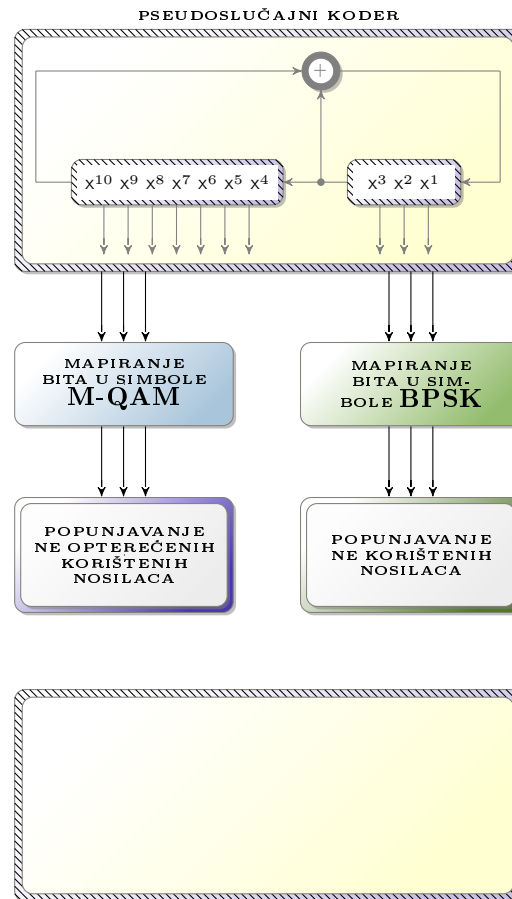 PSEUDOSLUČAJNI KODER
+
x¹⁰ x⁹ x⁸ x⁷ x⁶ x⁵ x⁴
x³ x² x¹
MAPIRANJE
BITA U SIMBOLE
M-QAM
MAPIRANJE
BITA U SIM-
BOLE BPSK
POPUNJAVANJE
NE OPTEREĆENIH
KORIŠTENIH
NOSILACA
POPUNJAVANJE
NE KORIŠTENIH
NOSILACA